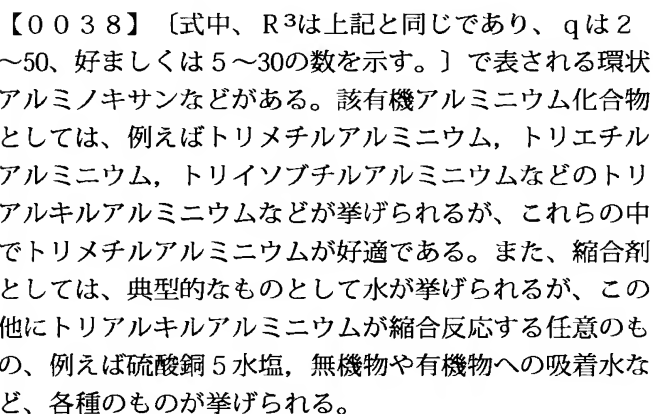 【００３８】〔式中、Ｒ³は上記と同じであり、ｑは２
～50、好ましくは５～30の数を示す。〕で表される環状
アルミノキサンなどがある。該有機アルミニウム化合物
としては、例えばトリメチルアルミニウム，トリエチル
アルミニウム，トリイソブチルアルミニウムなどのトリ
アルキルアルミニウムなどが挙げられるが、これらの中
でトリメチルアルミニウムが好適である。また、縮合剤
としては、典型的なものとして水が挙げられるが、この
他にトリアルキルアルミニウムが縮合反応する任意のも
の、例えば硫酸銅５水塩，無機物や有機物への吸着水な
ど、各種のものが挙げられる。